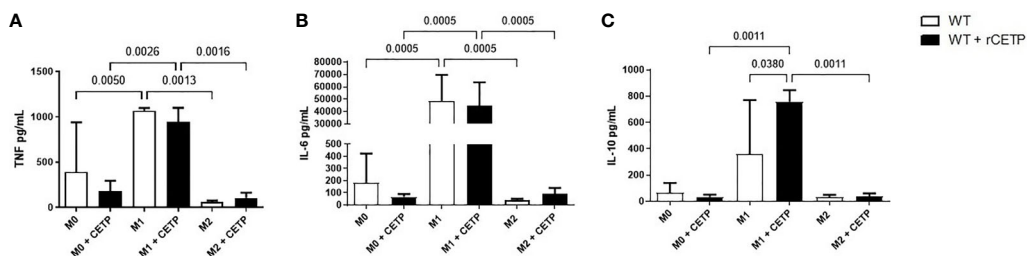 A
0.0026
0.0016
0.0050
0.0013
TNF pg/mL
1500
1000
500
0
M0
M0 + CETP
M1
M1 + CETP
M2
M2 + CETP
B
0.0005
0.0005
0.0005
0.0005
IL-6 pg/mL
80000
70000
60000
50000
40000
30000
500
400
300
200
100
0
M0
M0 + CETP
M1
M1 + CETP
M2
M2 + CETP
C
0.0011
0.0380
0.0011
IL-10 pg/mL
1000
800
600
400
200
0
M0
M0 + CETP
M1
M1 + CETP
M2
M2 + CETP
WT
WT + rCETP